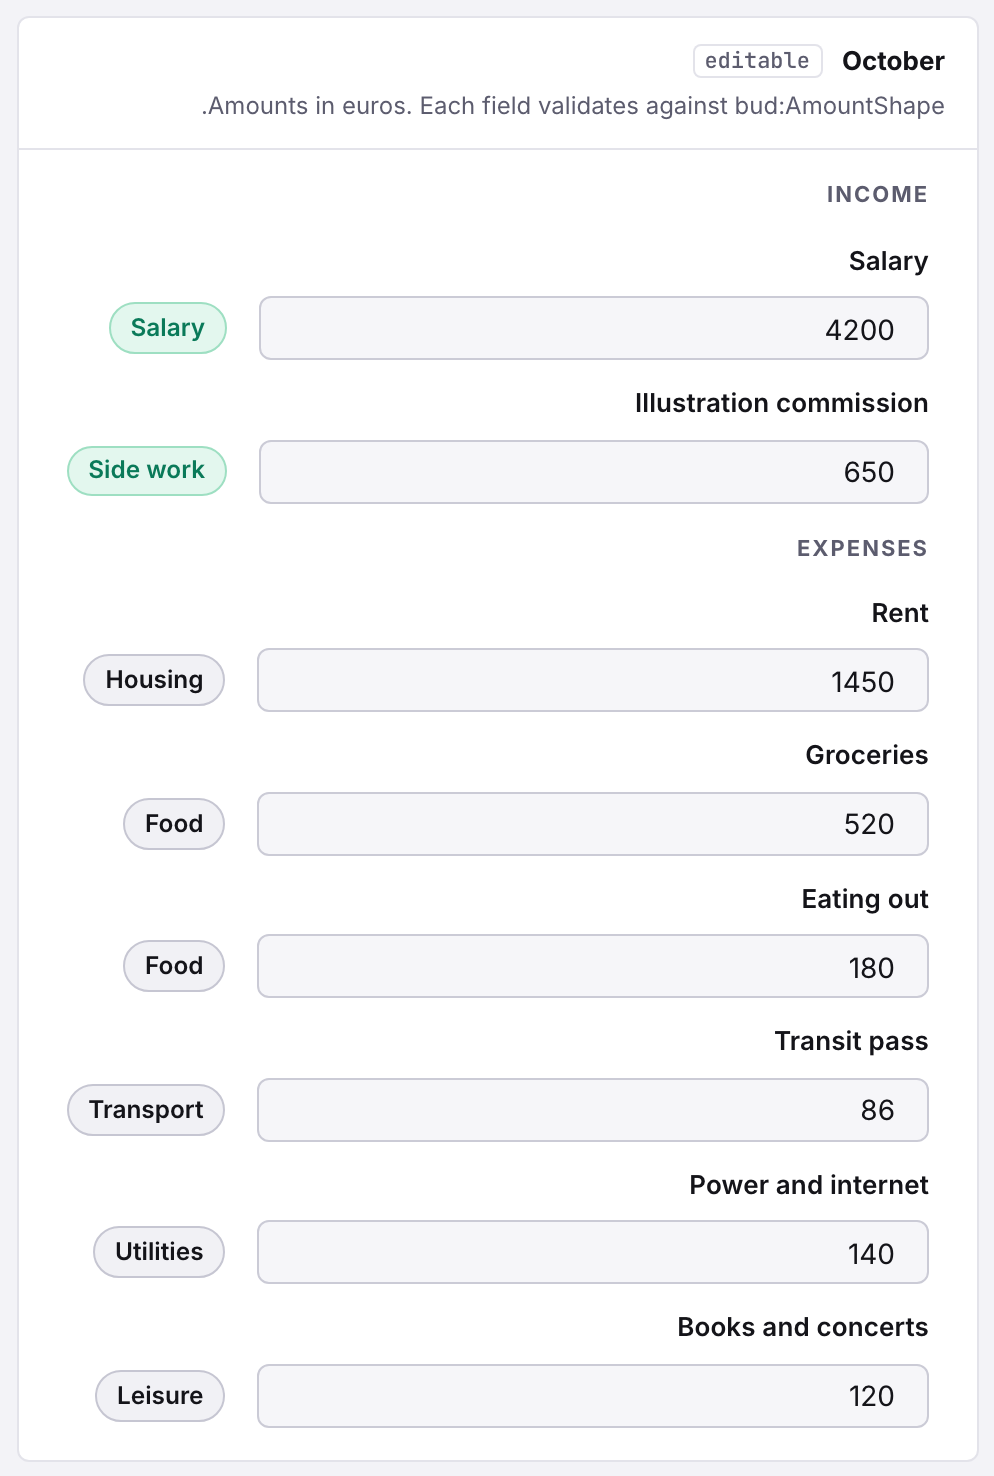 October editable
.Amounts in euros. Each field validates against bud:AmountShape
INCOME
Salary
4200 Salary
Illustration commission
650 Side work
EXPENSES
Rent
1450 Housing
Groceries
520 Food
Eating out
180 Food
Transit pass
86 Transport
Power and internet
140 Utilities
Books and concerts
120 Leisure